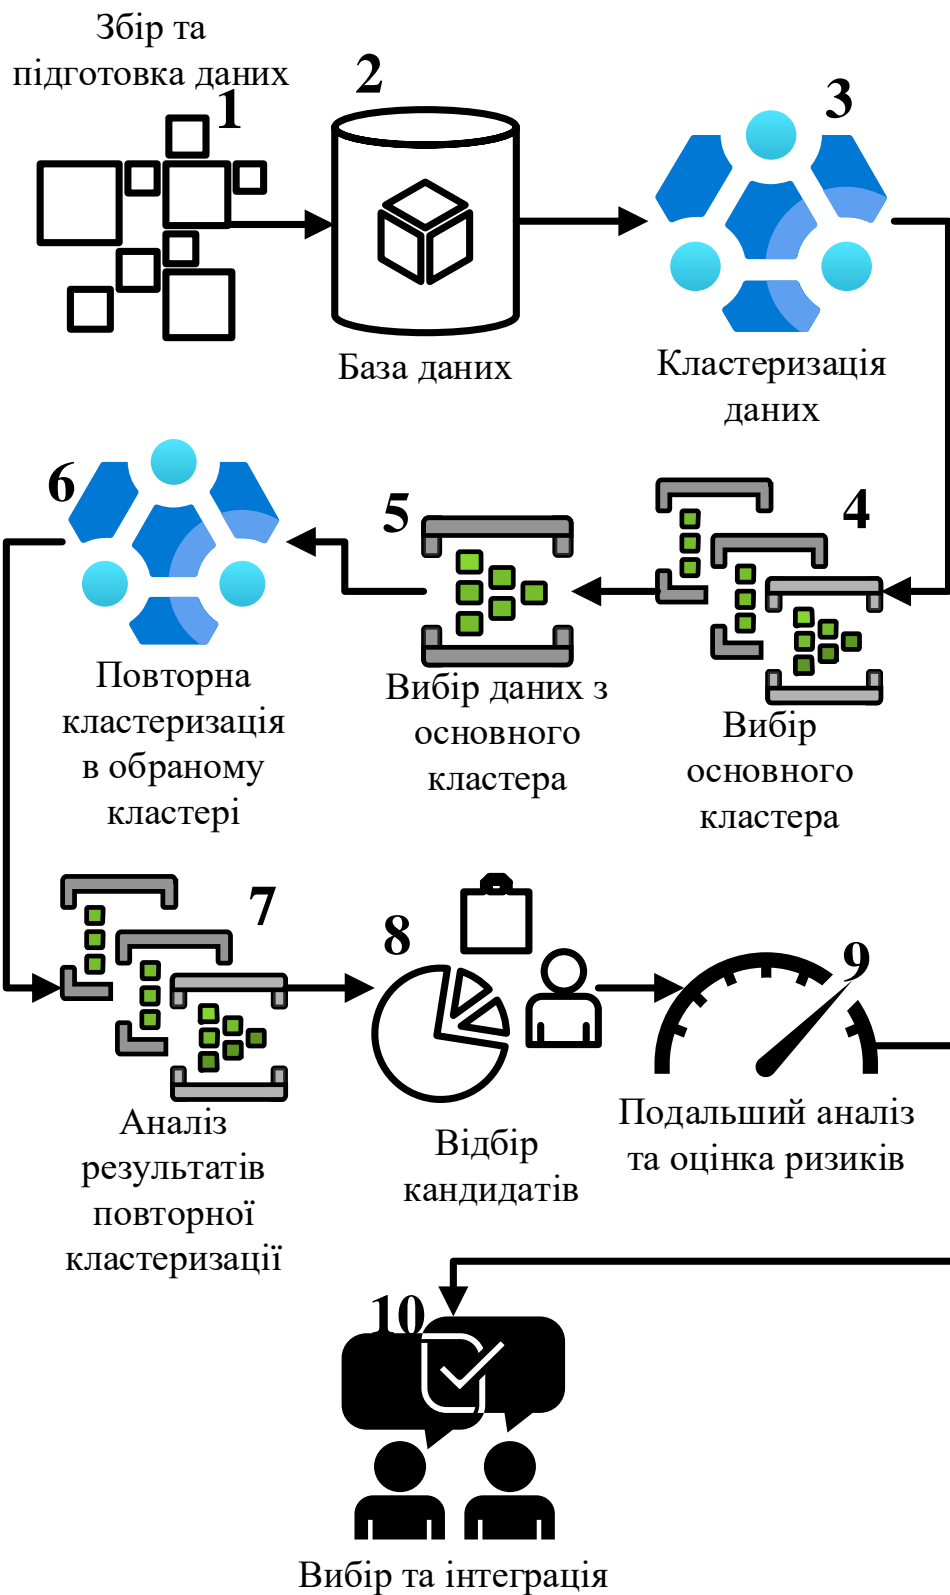 Збір та
підготовка даних
1
2
3
База даних
Кластеризація
даних
6
5
4
Повторна
кластеризація
в обраному
кластері
Вибір даних з
основного
кластера
Вибір
основного
кластера
7
8
9
Аналіз
результатів
повторної
кластеризації
Відбір
кандидатів
Подальший аналіз
та оцінка ризиків
10
Вибір та інтеграція